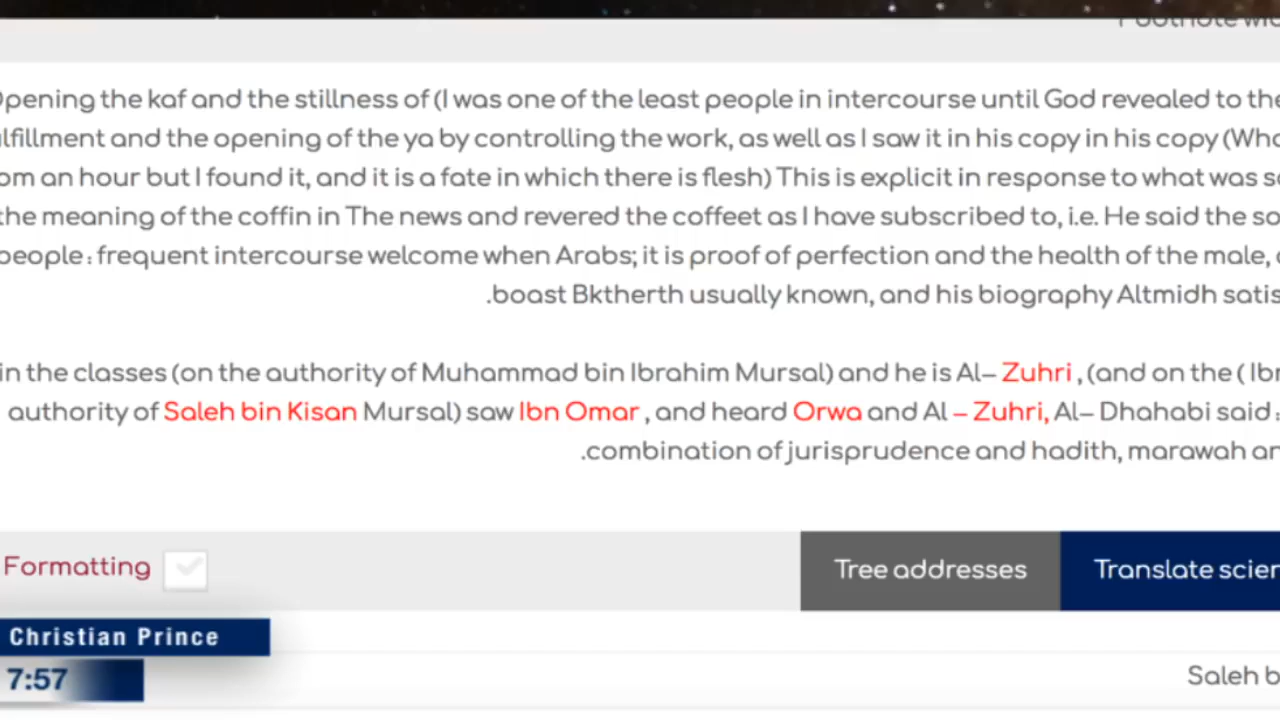 Opening the kaf and the stillness of (I was one of the least people in intercourse until God revealed to the
lfillment and the opening of the ya by controlling the work, as well as I saw it in his copy in his copy (Wha
om an hour but I found it, and it is a fate in which there is flesh) This is explicit in response to what was sa
the meaning of the coffin in The news and revered the coffeet as I have subscribed to, i.e. He said the so
people : frequent intercourse welcome when Arabs; it is proof of perfection and the health of the male,
.boast Bktherth usually known, and his biography Altmidh satis
in the classes (on the authority of Muhammad bin Ibrahim Mursal) and he is Al– Zuhri , (and on the ( Ibn
authority of Saleh bin Kisan Mursal) saw Ibn Omar , and heard Orwa and Al – Zuhri, Al– Dhahabi said :
.combination of jurisprudence and hadith, marawah an
Formatting
Tree addresses
Translate scien
Christian Prince
7:57
Saleh b